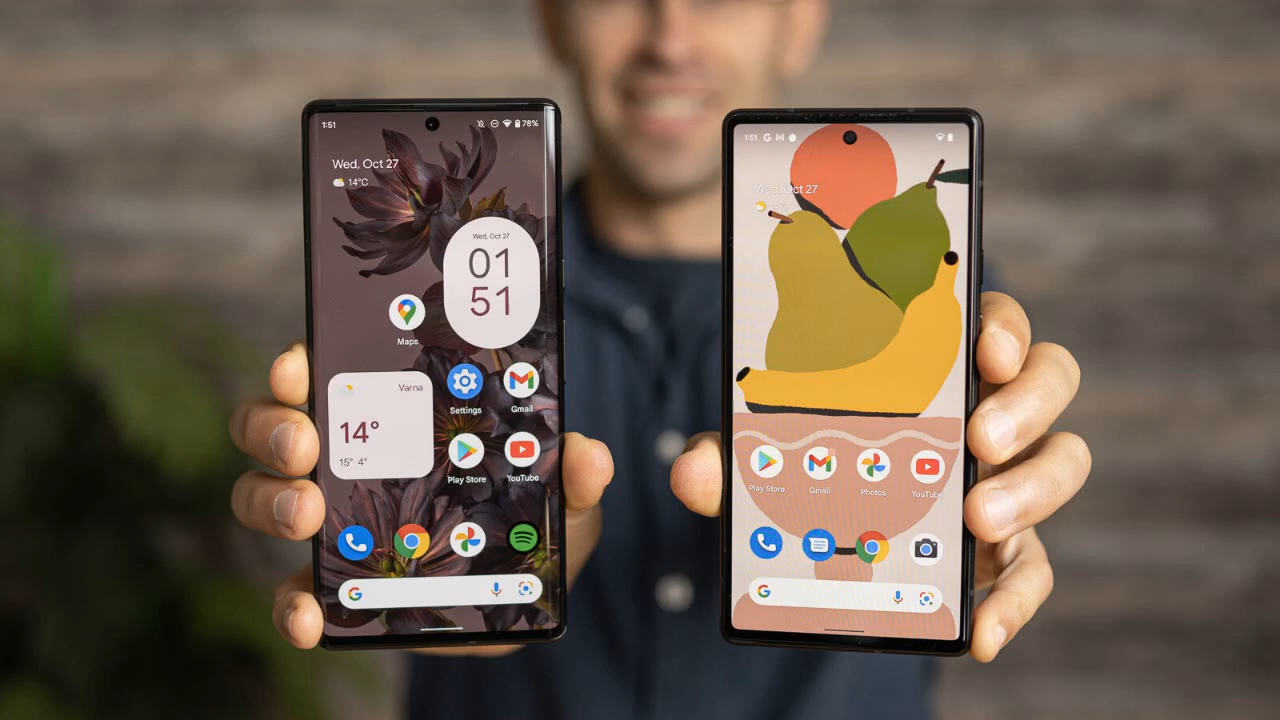 1:51
78%
Wed, Oct 27
14°C
Wed, Oct 27
01
51
Maps
Varna
14°
15° 4°
Settings
Gmail
Play Store
YouTube
G
1:51 G
Wed, Oct 27
Play Store
Gmail
Photos
YouTube
G